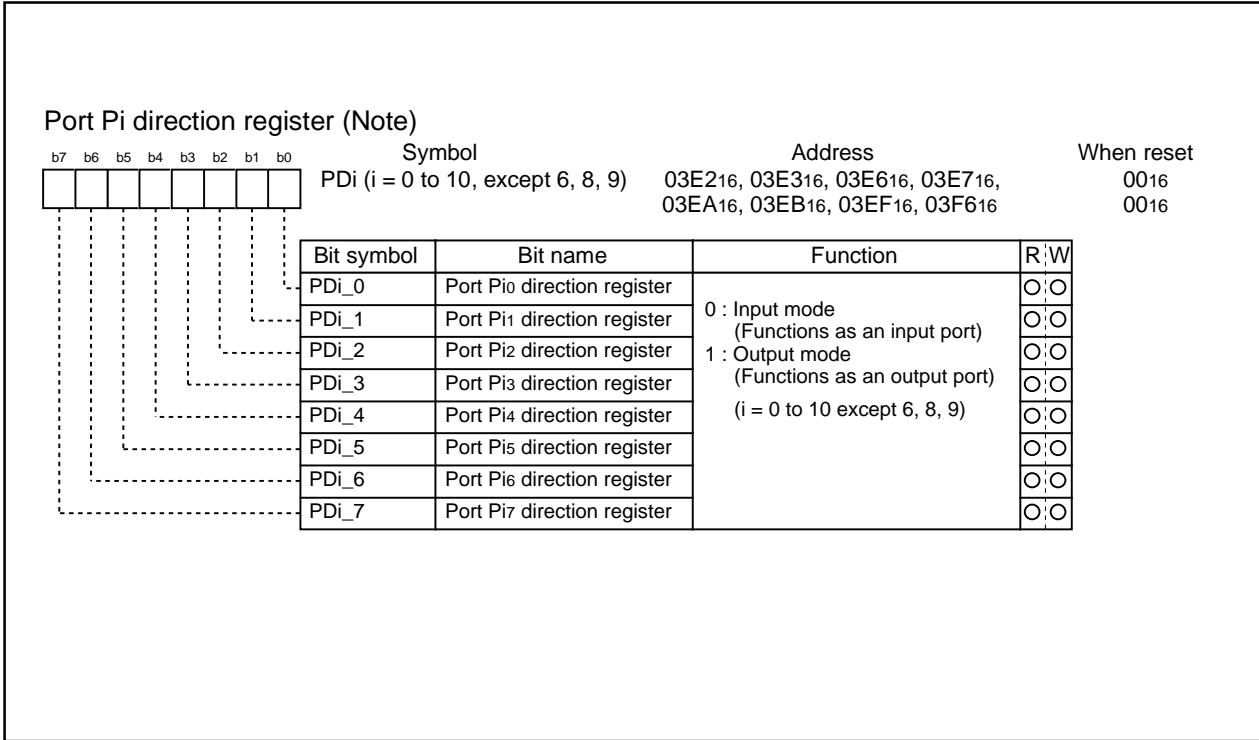 Port Pi direction register (Note)
b7 b6 b5 b4 b3 b2 b1 b0
Symbol Address When reset
PDi (i = 0 to 10, except 6, 8, 9) 03E216, 03E316, 03E616, 03E716, 0016
03EA16, 03EB16, 03EF16, 03F616 0016
Bit symbol Bit name Function R W
PDi_0 Port Pi0 direction register
PDi_1 Port Pi1 direction register
PDi_2 Port Pi2 direction register
PDi_3 Port Pi3 direction register
PDi_4 Port Pi4 direction register
PDi_5 Port Pi5 direction register
PDi_6 Port Pi6 direction register
PDi_7 Port Pi7 direction register
0 : Input mode
(Functions as an input port)
1 : Output mode
(Functions as an output port)
(i = 0 to 10 except 6, 8, 9)